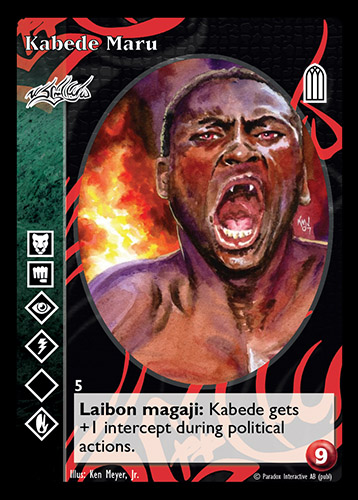 Kabede Maru
5
Laibon magaji: Kabede gets
+1 intercept during political
actions.
9
Illus: Ken Meyer, Jr.
© Paradox Interactive AB (publ)